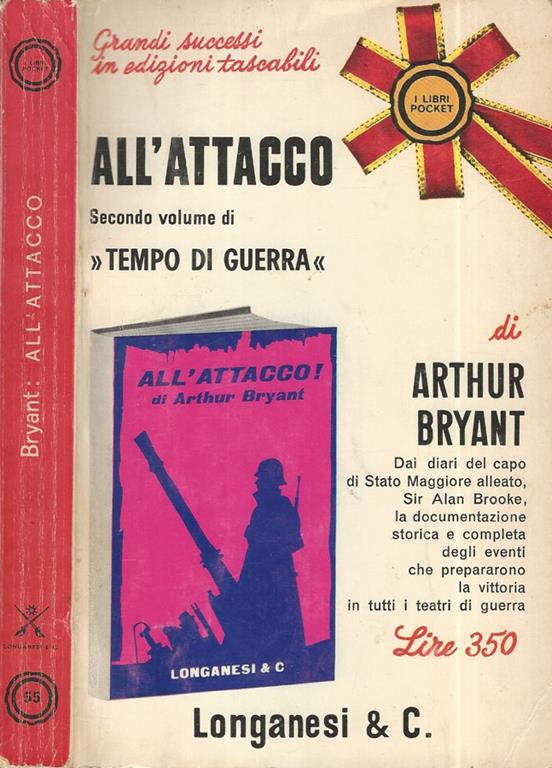 I LIBRI
POCKET
Bryant: ALL'ATTACCO
LONGANESI & C.
55
Grandi successi
in edizioni tascabili
I LIBRI
POCKET
ALL'ATTACCO
Secondo volume di
»TEMPO DI GUERRA«
ALL'ATTACCO!
di Arthur Bryant
LONGANESI & C
di
ARTHUR
BRYANT
Dai diari del capo
di Stato Maggiore alleato,
Sir Alan Brooke,
la documentazione
storica e completa
degli eventi
che prepararono
la vittoria
in tutti i teatri di guerra
Lire 350
Longanesi & C.